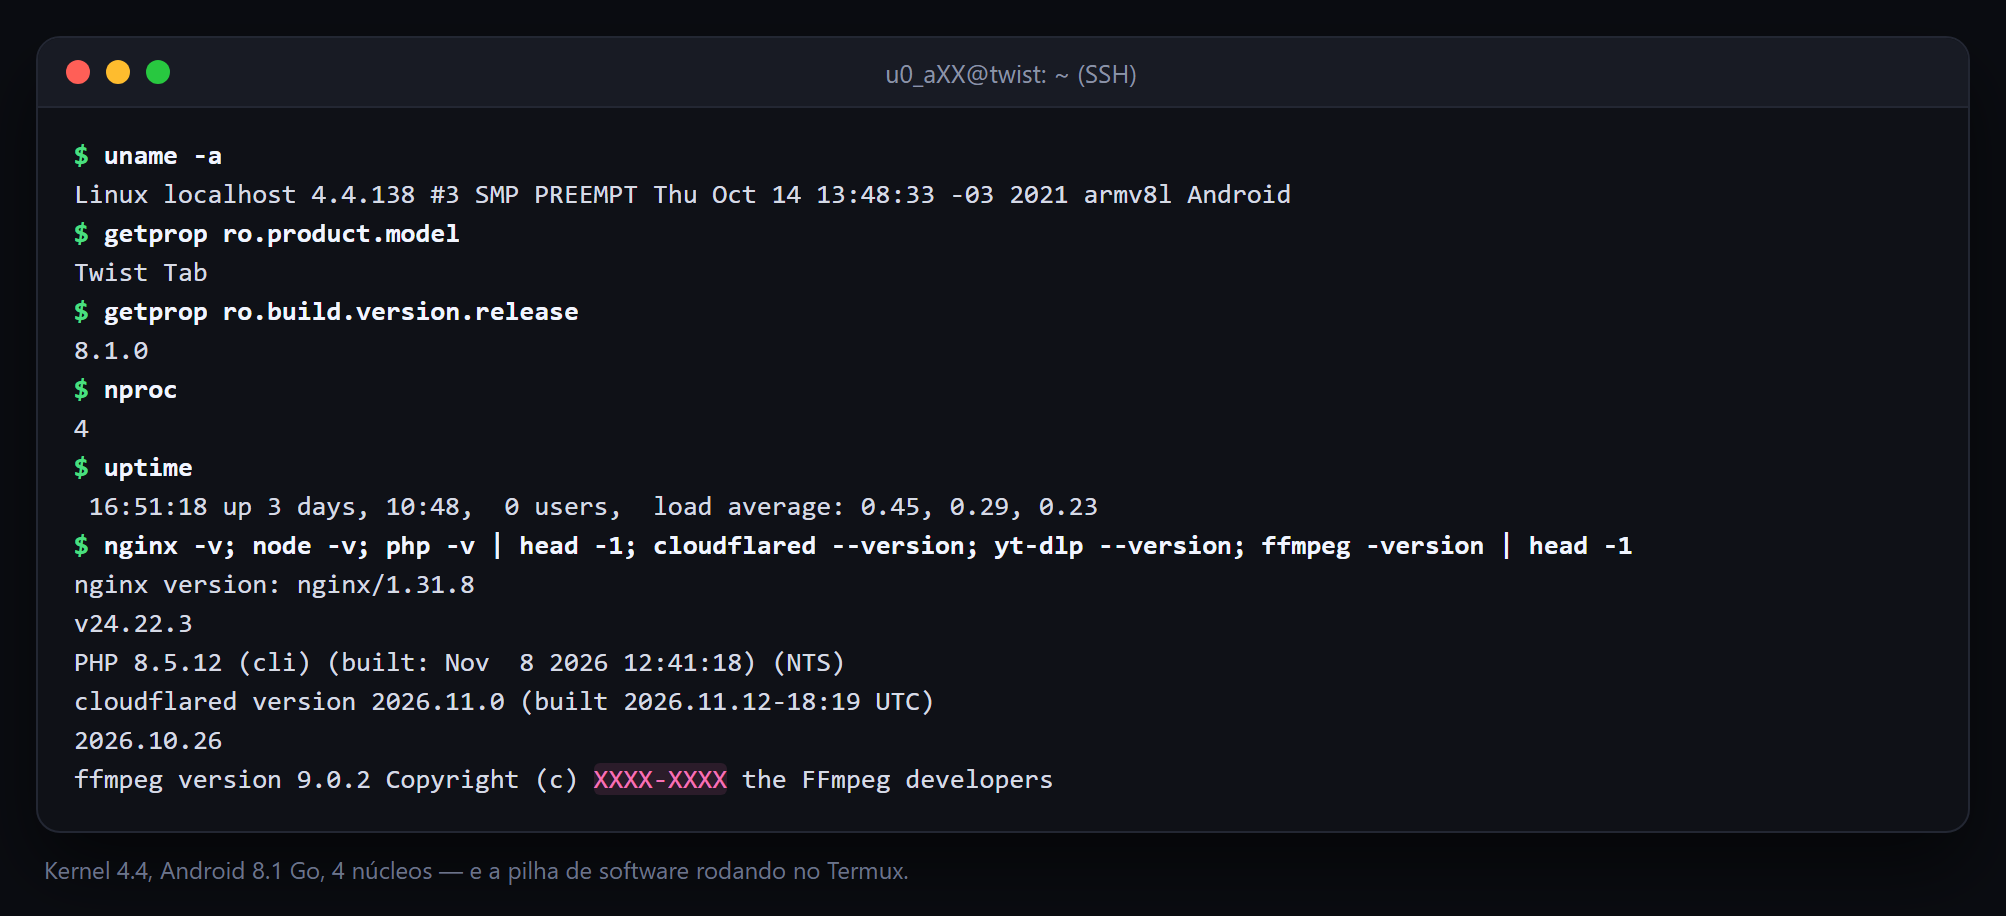 u0_aXX@twist: ~ (SSH)
$ uname -a
Linux localhost 4.4.138 #3 SMP PREEMPT Thu Oct 14 13:48:33 -03 2021 armv8l Android
$ getprop ro.product.model
Twist Tab
$ getprop ro.build.version.release
8.1.0
$ nproc
4
$ uptime
 16:51:18 up 3 days, 10:48,  0 users,  load average: 0.45, 0.29, 0.23
$ nginx -v; node -v; php -v | head -1; cloudflared --version; yt-dlp --version; ffmpeg -version | head -1
nginx version: nginx/1.31.8
v24.22.3
PHP 8.5.12 (cli) (built: Nov  8 2026 12:41:18) (NTS)
cloudflared version 2026.11.0 (built 2026.11.12-18:19 UTC)
2026.10.26
ffmpeg version 9.0.2 Copyright (c) XXXX-XXXX the FFmpeg developers
Kernel 4.4, Android 8.1 Go, 4 núcleos — e a pilha de software rodando no Termux.